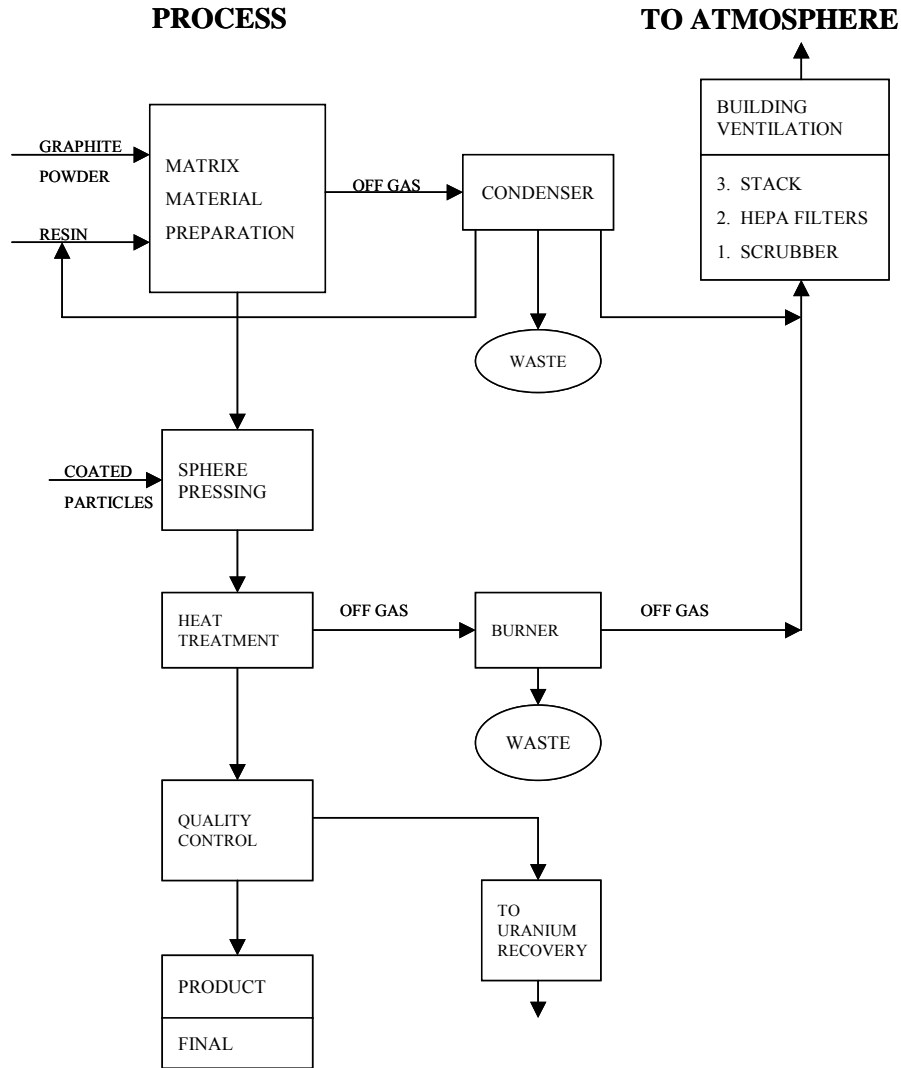 PROCESS
TO ATMOSPHERE
BUILDING
VENTILATION
3. STACK
2. HEPA FILTERS
1. SCRUBBER
GRAPHITE
POWDER
RESIN
MATRIX
MATERIAL
PREPARATION
OFF GAS
CONDENSER
WASTE
COATED
PARTICLES
SPHERE
PRESSING
HEAT
TREATMENT
OFF GAS
BURNER
OFF GAS
WASTE
QUALITY
CONTROL
TO
URANIUM
RECOVERY
PRODUCT
FINAL